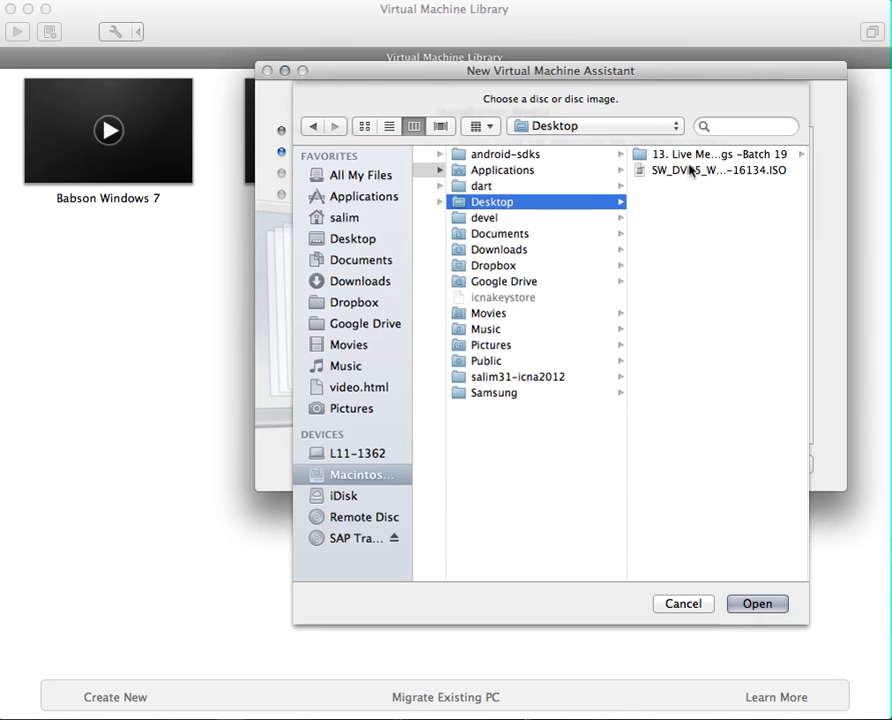 Virtual Machine Library
Virtual Machine Library
Babson Windows 7
New Virtual Machine Assistant
Choose a disc or disc image.
Desktop
FAVORITES
All My Files
Applications
salim
Desktop
Documents
Downloads
Dropbox
Google Drive
Movies
Music
video.html
Pictures
DEVICES
L11-1362
Macintos...
iDisk
Remote Disc
SAP Tra...
android-sdks
Applications
dart
Desktop
devel
Documents
Downloads
Dropbox
Google Drive
icnakeystore
Movies
Music
Pictures
Public
salim31-icna2012
Samsung
13. Live Me...gs -Batch 19
SW_DVD5_W...-16134.ISO
Cancel
Open
Create New
Migrate Existing PC
Learn More